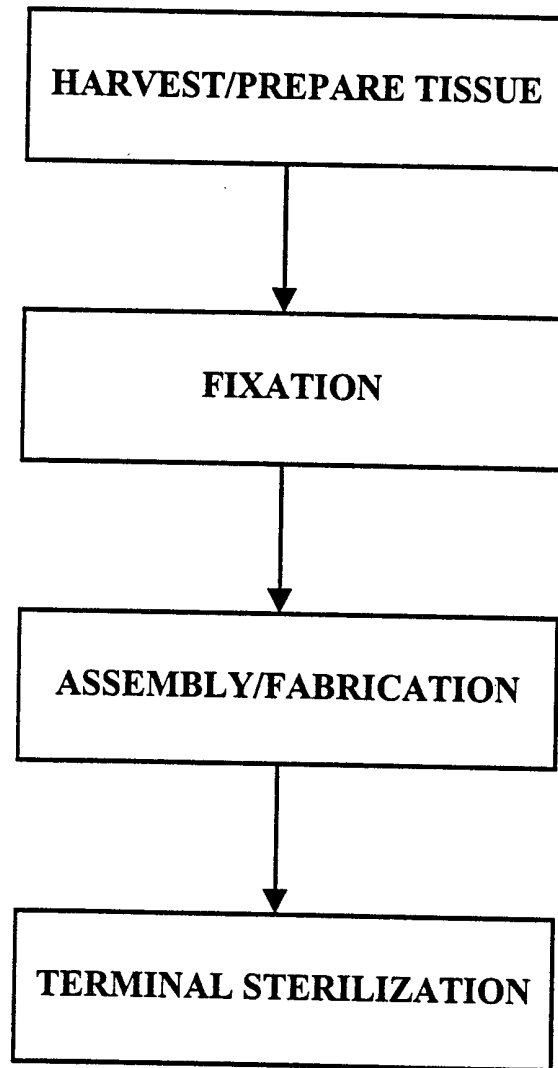 HARVEST/PREPARE TISSUE
FIXATION
ASSEMBLY/FABRICATION
TERMINAL STERILIZATION